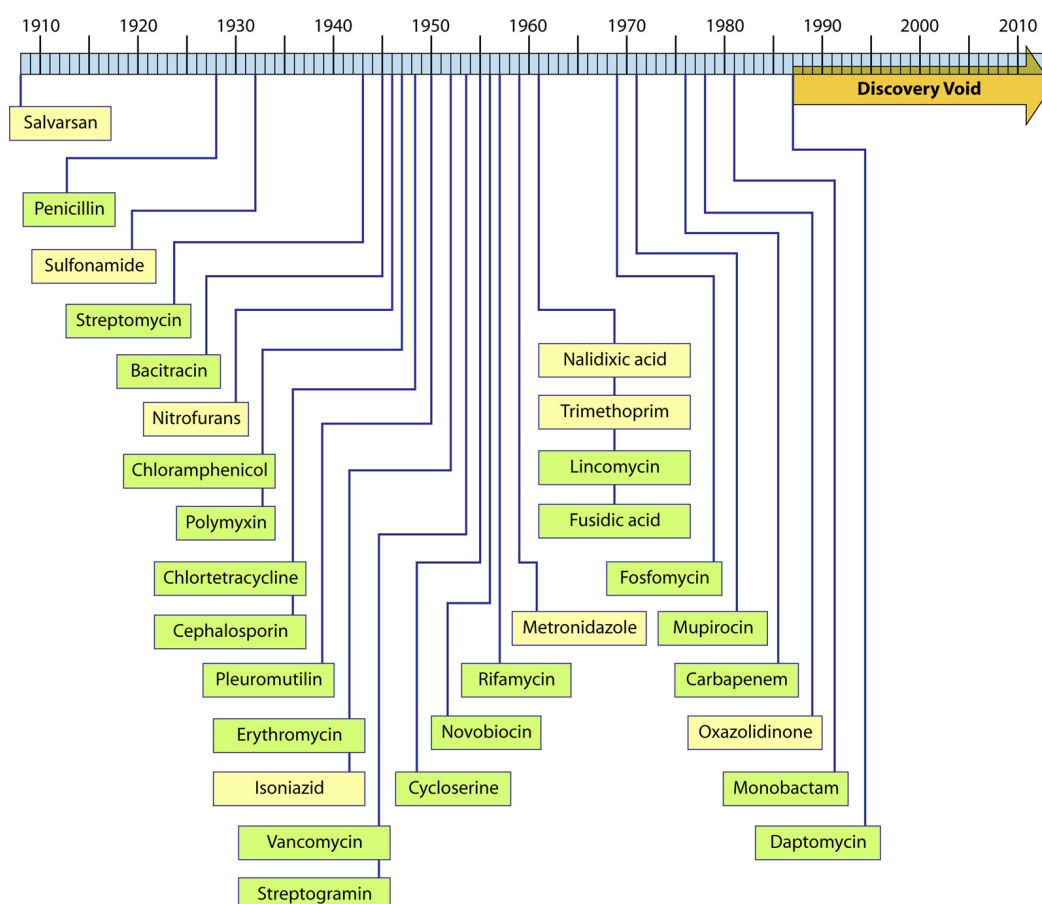 1910 1920 1930 1940 1950 1960 1970 1980 1990 2000 2010
Discovery Void
Salvarsan
Penicillin
Sulfonamide
Streptomycin
Bacitracin
Nitrofurans
Chloramphenicol
Polymyxin
Chlortetracycline
Cephalosporin
Pleuromutilin
Erythromycin
Isoniazid
Vancomycin
Streptogramin
Cycloserine
Novobiocin
Rifamycin
Metronidazole
Nalidixic acid
Trimethoprim
Lincomycin
Fusidic acid
Fosfomycin
Mupirocin
Carbapenem
Oxazolidinone
Monobactam
Daptomycin